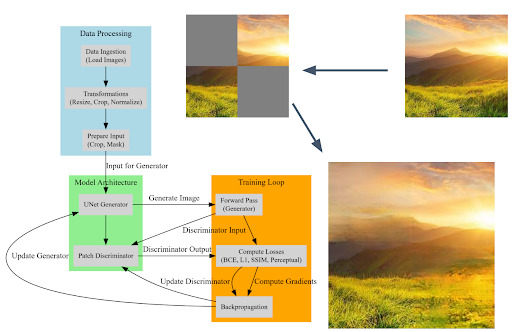 Data Processing
Data Ingestion
(Load Images)
Transformations
(Resize, Crop, Normalize)
Prepare Input
(Crop, Mask)
Input for Generator
Model Architecture
Training Loop
UNet Generator
Generate Image
Forward Pass
(Generator)
Discriminator Input
Patch Discriminator
Discriminator Output
Compute Losses
(BCE, L1, SSIM, Perceptual)
Update Generator
Update Discriminator
Compute Gradients
Backpropagation